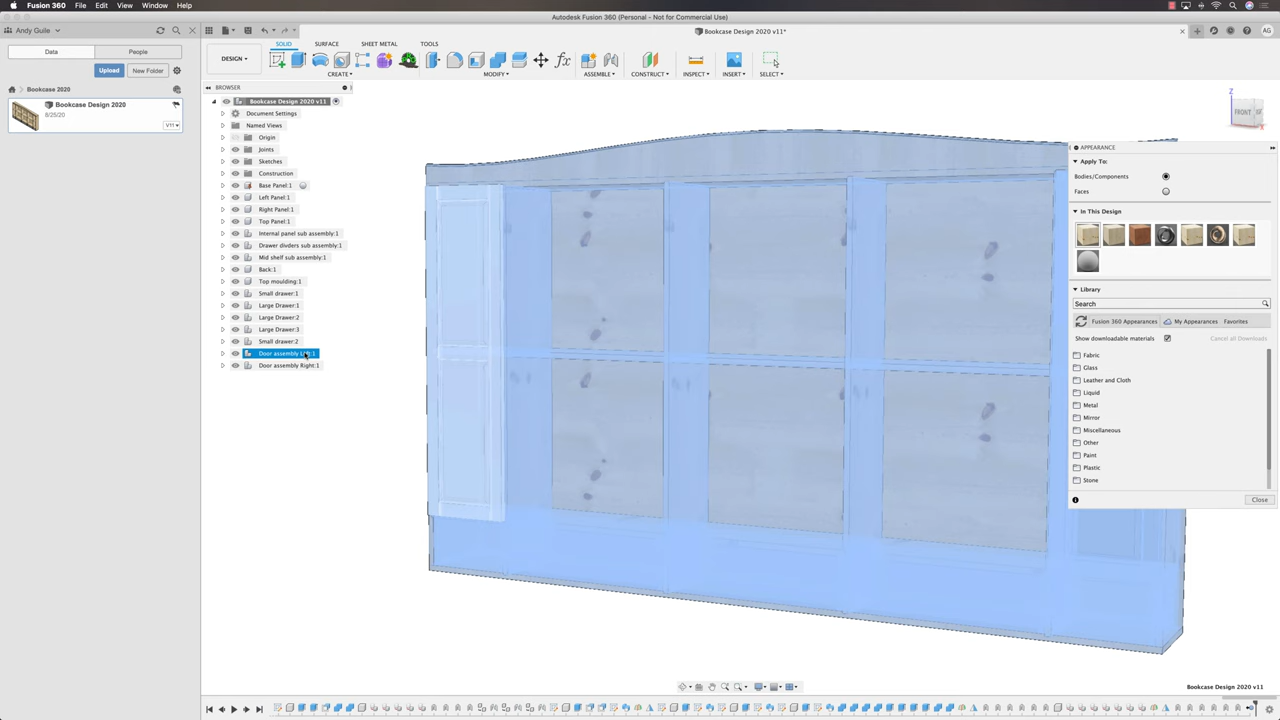 Fusion 360 File Edit View Window Help
Autodesk Fusion 360 (Personal - Not for Commercial Use)
Andy Guile
Bookcase Design 2020 v11*
AG
Data People
Upload New Folder
Bookcase 2020
Bookcase Design 2020
8/25/20
V11
SOLID SURFACE SHEET METAL TOOLS
DESIGN
CREATE MODIFY ASSEMBLE CONSTRUCT INSPECT INSERT SELECT
BROWSER
Bookcase Design 2020 v11
Document Settings
Named Views
Origin
Joints
Sketches
Construction
Base Panel:1
Left Panel:1
Right Panel:1
Top Panel:1
Internal panel sub assembly:1
Drawer dividers sub assembly:1
Mid shelf sub assembly:1
Back:1
Top moulding:1
Small drawer:1
Large Drawer:1
Large Drawer:2
Large Drawer:3
Small drawer:2
Door assembly
Door assembly Right:1
Z
FRONT
X
APPEARANCE
Apply To:
Bodies/Components
Faces
In This Design
Library
Search
Fusion 360 Appearances My Appearances Favorites
Show downloadable materials Cancel all Downloads
Fabric
Glass
Leather and Cloth
Liquid
Metal
Mirror
Miscellaneous
Other
Paint
Plastic
Stone
Close
Bookcase Design 2020 v11